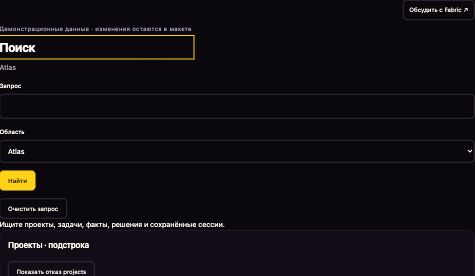 Обсудить с Fabric ↗
Демонстрационные данные · изменения остаются в макете
Поиск
Atlas
Запрос
Область
Atlas
Найти
Очистить запрос
Ищите проекты, задачи, факты, решения и сохранённые сессии.
Проекты · подстрока
Показать отказ projects